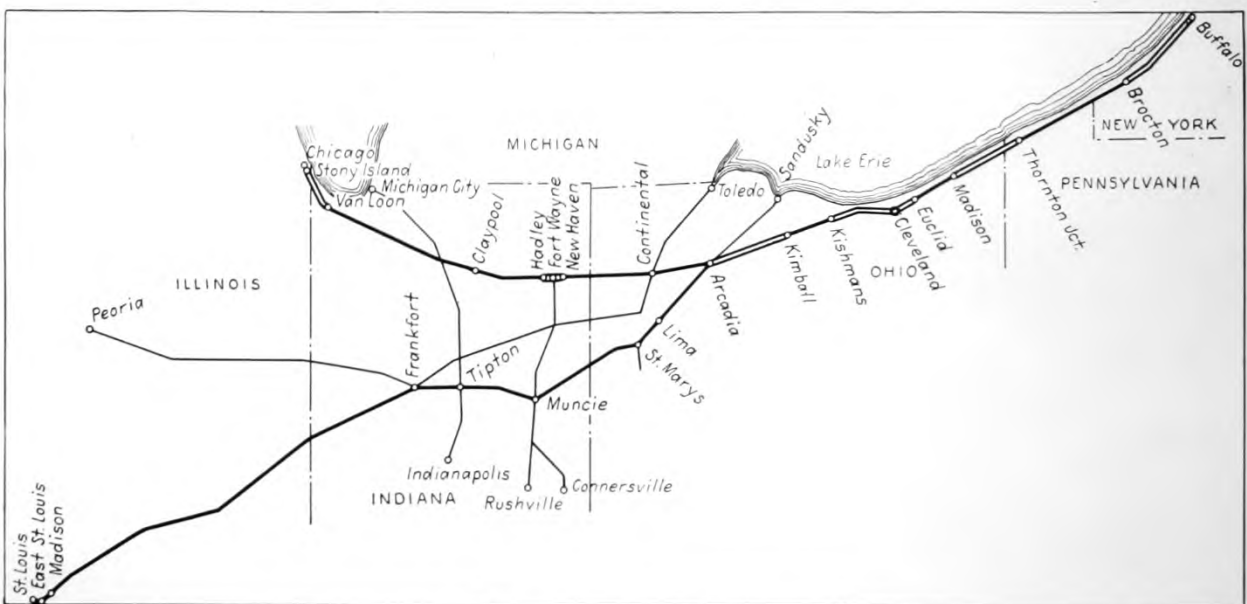 Buffalo
Brocton
NEW YORK
Thornton Jct.
PENNSYLVANIA
Madison
Euclid
Cleveland
OHIO
Kishmans
Kimball
Lake Erie
Sandusky
Toledo
Arcadia
Continental
MICHIGAN
Chicago
Stony Island
Michigan City
Van Loon
Claypool
Hadley
Fort Wayne
New Haven
ILLINOIS
Peoria
Frankfort
Tipton
Lima
St. Marys
Muncie
Indianapolis
INDIANA
Rushville
Connersville
St. Louis
East St. Louis
Madison